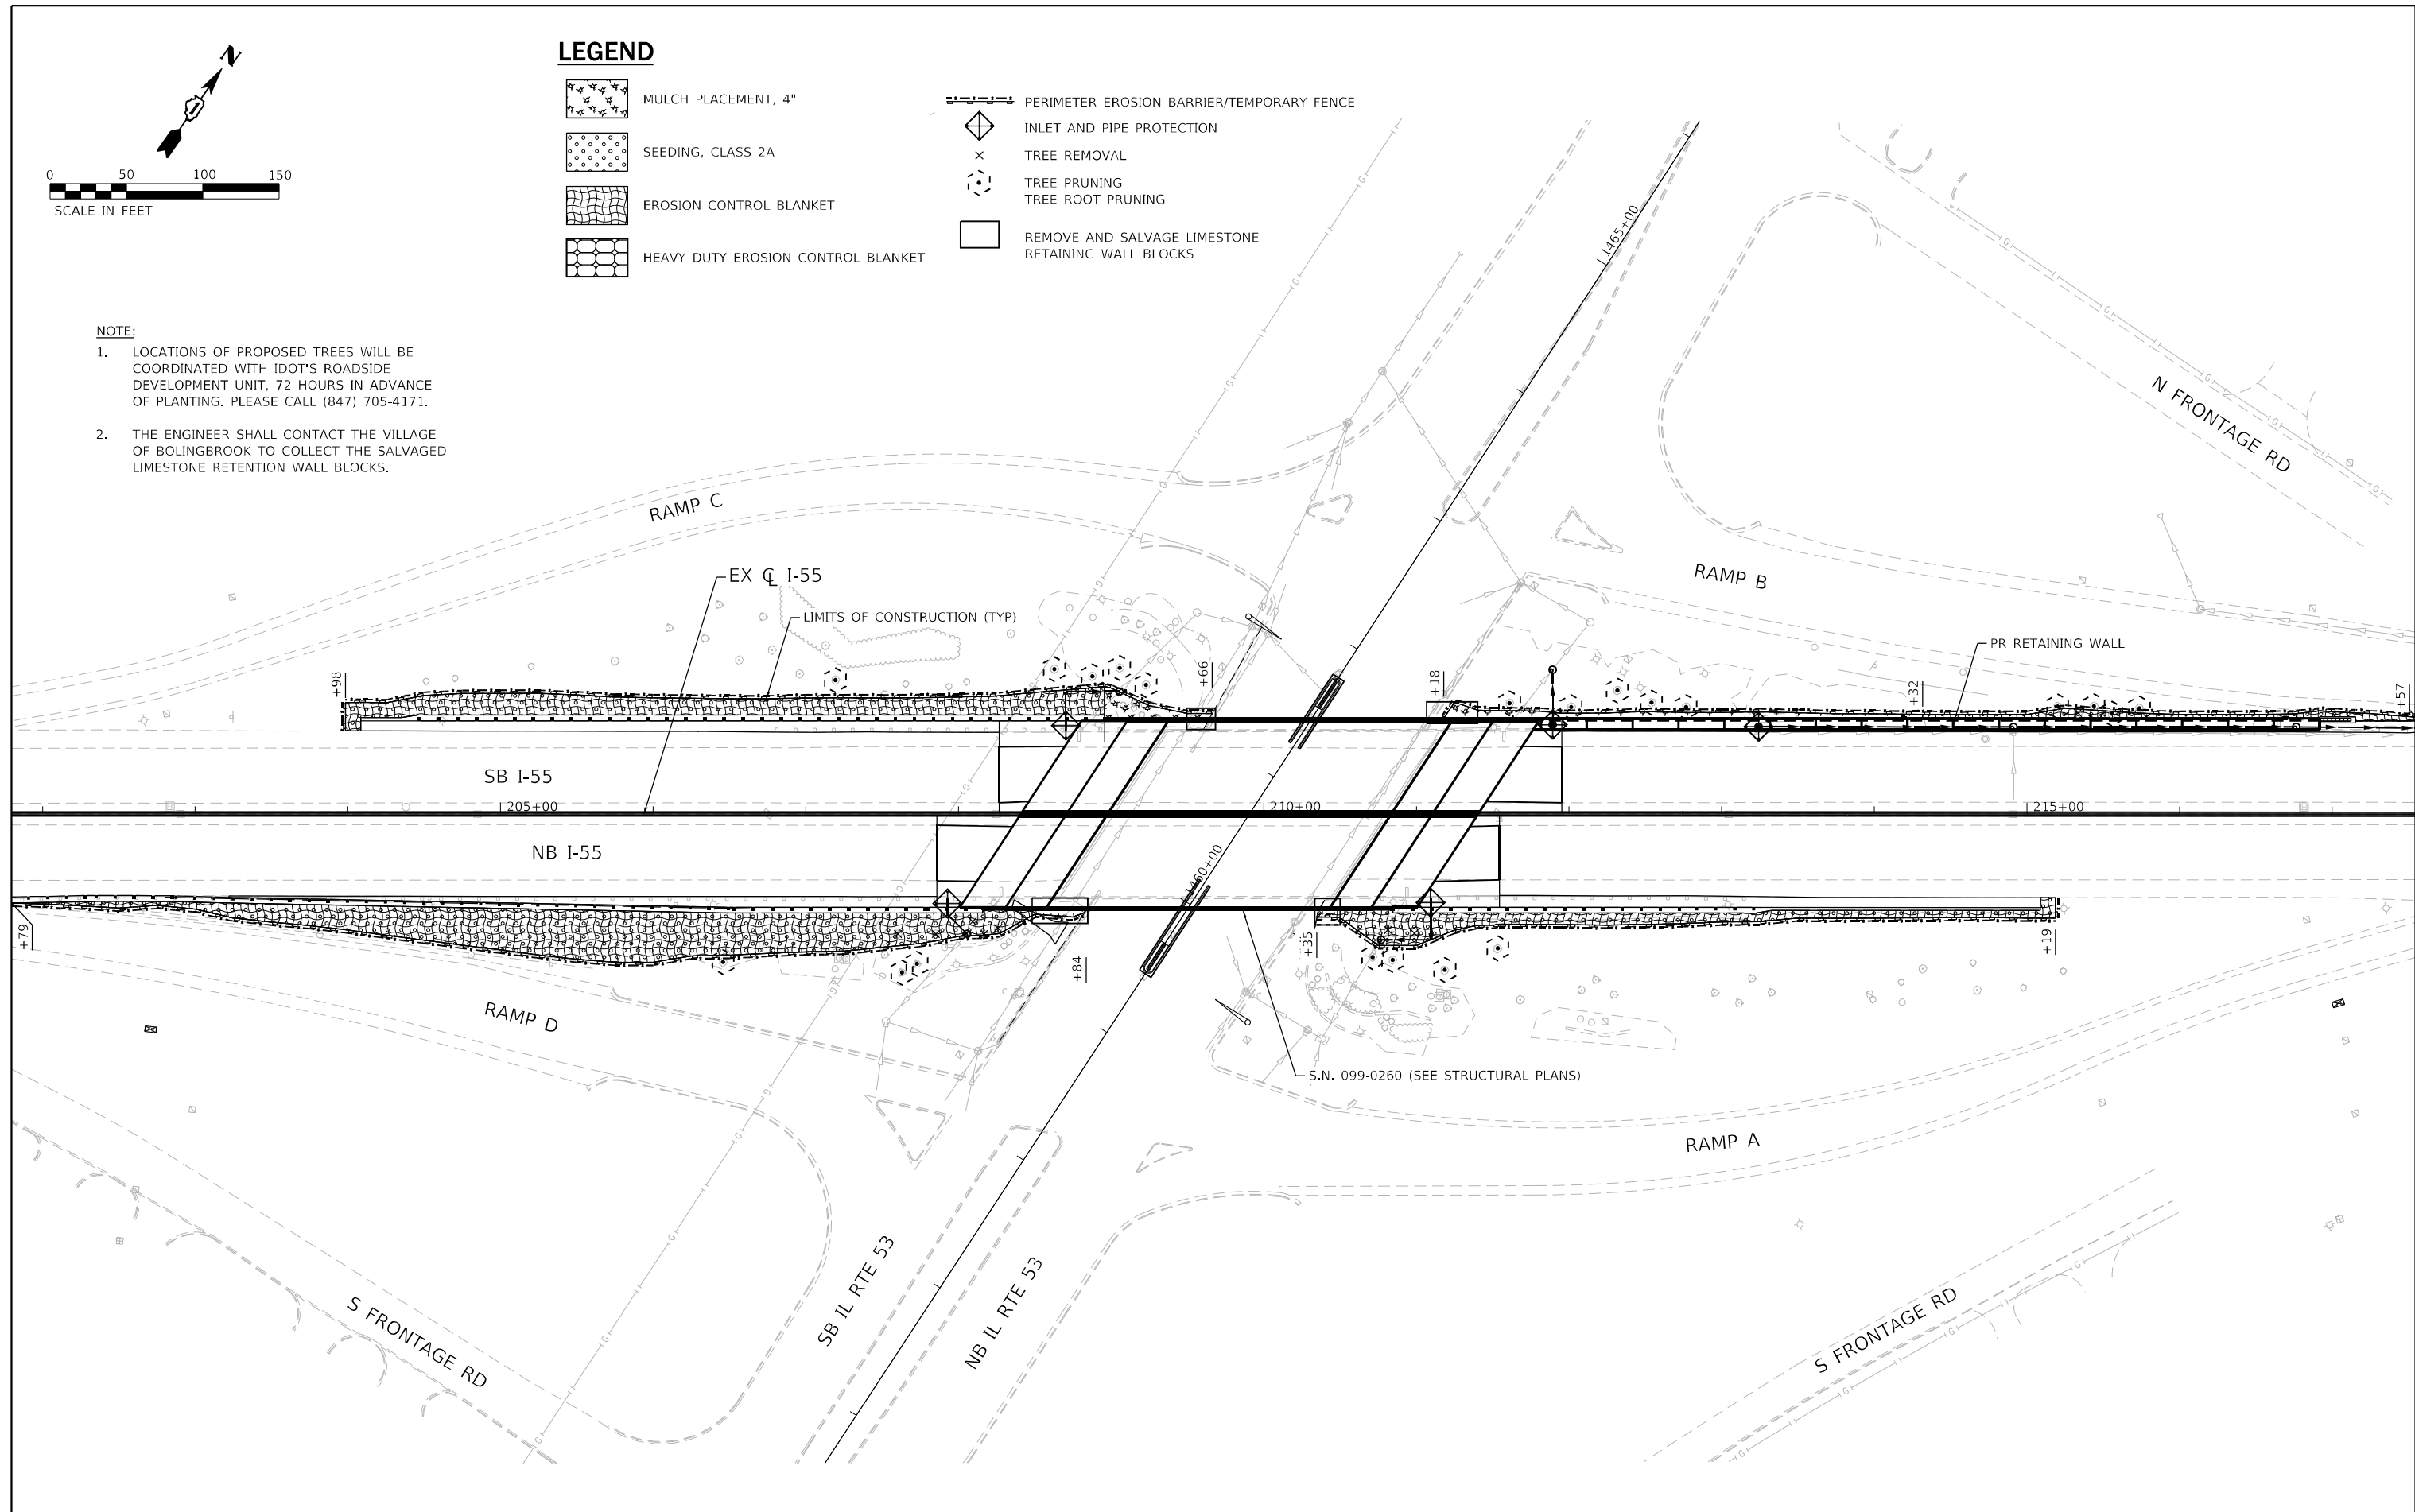 N
0 50 100 150
SCALE IN FEET
LEGEND
MULCH PLACEMENT, 4"
SEEDING, CLASS 2A
EROSION CONTROL BLANKET
HEAVY DUTY EROSION CONTROL BLANKET
PERIMETER EROSION BARRIER/TEMPORARY FENCE
INLET AND PIPE PROTECTION
TREE REMOVAL
TREE PRUNING
TREE ROOT PRUNING
REMOVE AND SALVAGE LIMESTONE
RETAINING WALL BLOCKS
NOTE:
1. LOCATIONS OF PROPOSED TREES WILL BE
COORDINATED WITH IDOT'S ROADSIDE
DEVELOPMENT UNIT, 72 HOURS IN ADVANCE
OF PLANTING. PLEASE CALL (847) 705-4171.
2. THE ENGINEER SHALL CONTACT THE VILLAGE
OF BOLINGBROOK TO COLLECT THE SALVAGED
LIMESTONE RETENTION WALL BLOCKS.
1465+00
N FRONTAGE RD
RAMP C
EX CL I-55
LIMITS OF CONSTRUCTION (TYP)
RAMP B
PR RETAINING WALL
+98
+66
+18
+32
+57
SB I-55
205+00
210+00
215+00
NB I-55
1460+00
+79
+84
+35
+19
RAMP D
S.N. 099-0260 (SEE STRUCTURAL PLANS)
RAMP A
SB IL RTE 53
NB IL RTE 53
S FRONTAGE RD
S FRONTAGE RD